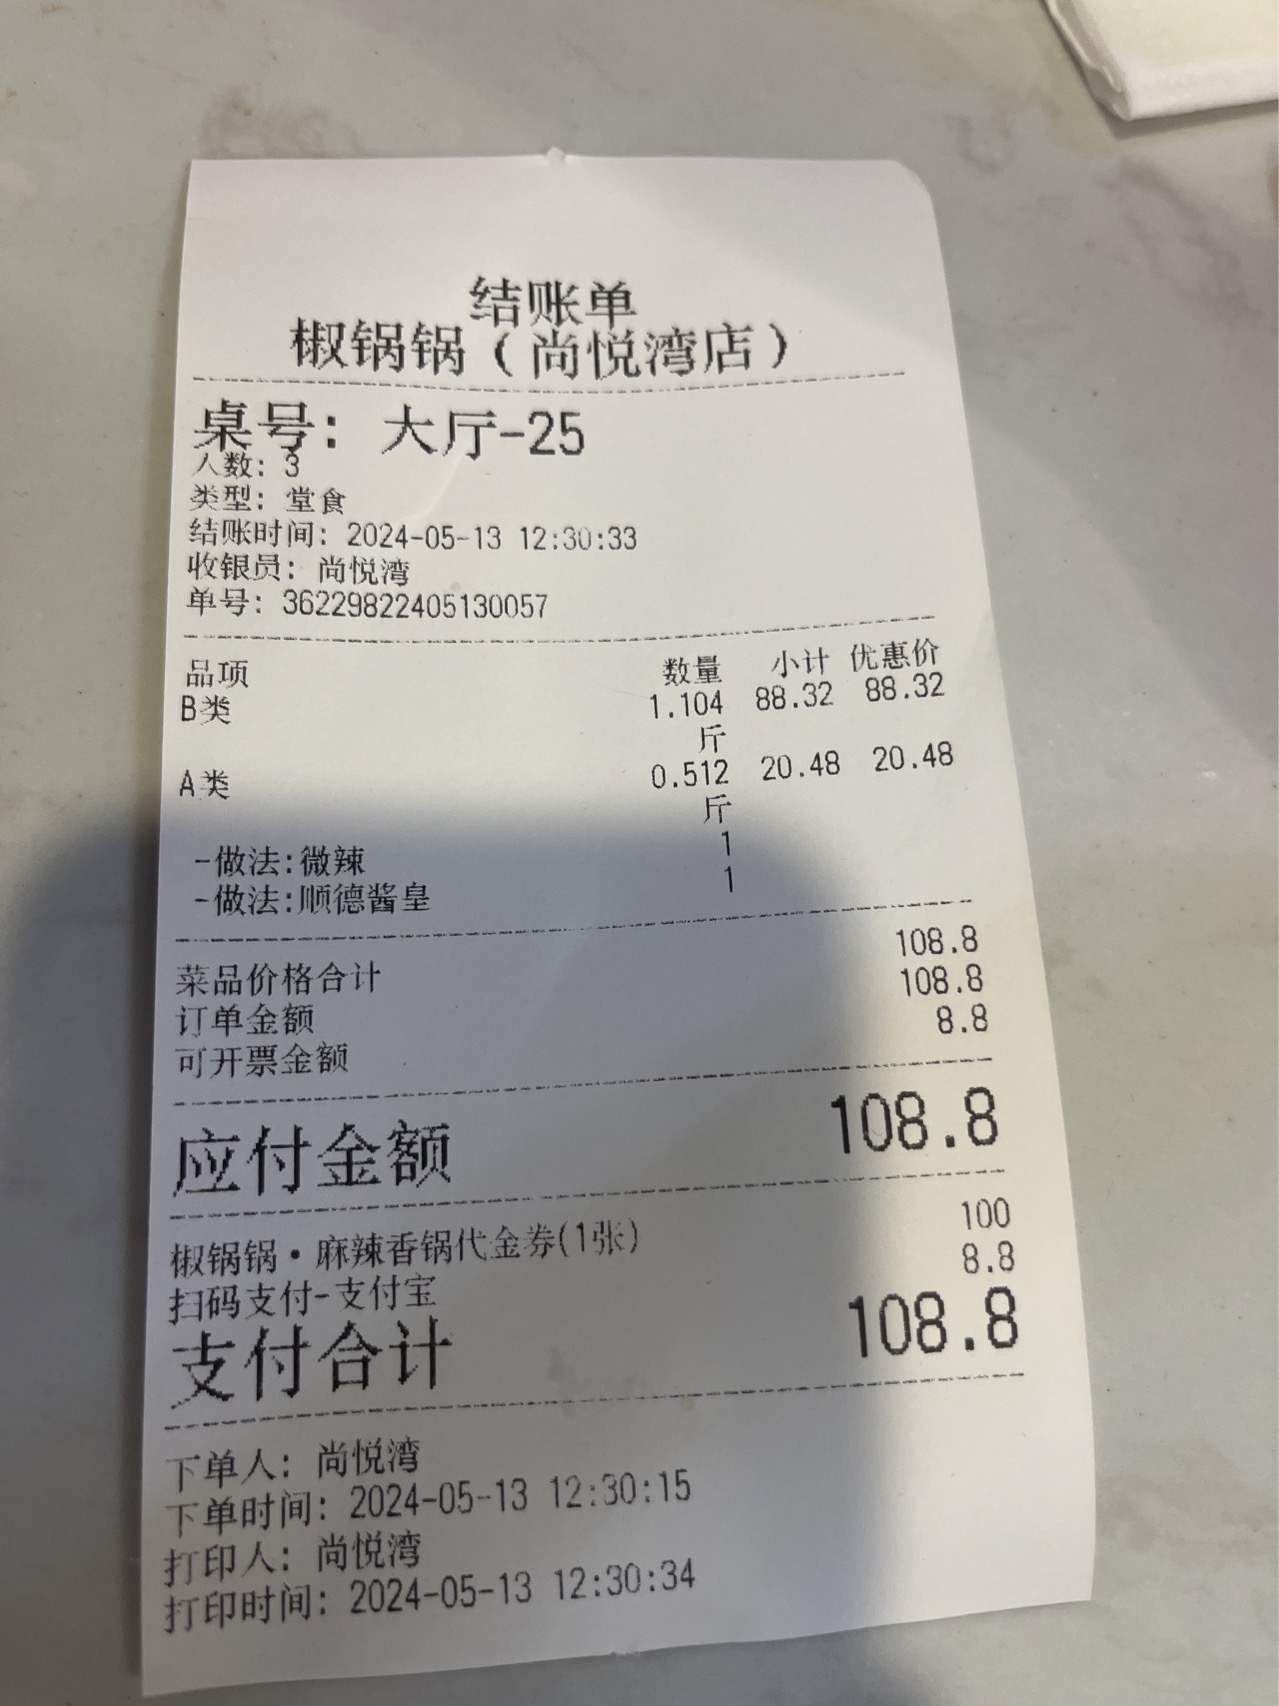 结账单
椒锅锅（尚悦湾店）
桌号：大厅-25
人数：3
类型：堂食
结账时间：2024-05-13 12:30:33
收银员：尚悦湾
单号：36229822405130057
品项 数量 小计 优惠价
B类 1.104 88.32 88.32
斤
A类 0.512 20.48 20.48
斤
-做法:微辣 1
-做法:顺德酱皇 1
菜品价格合计 108.8
订单金额 108.8
可开票金额 8.8
应付金额 108.8
椒锅锅·麻辣香锅代金券(1张) 100
扫码支付-支付宝 8.8
支付合计 108.8
下单人：尚悦湾
下单时间：2024-05-13 12:30:15
打印人：尚悦湾
打印时间：2024-05-13 12:30:34